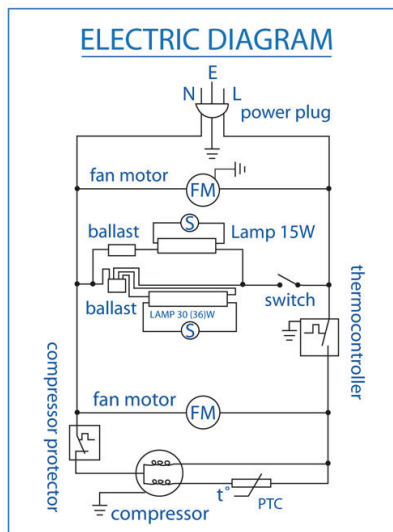 ELECTRIC DIAGRAM
E
N L
power plug
fan motor
FM
S
ballast
Lamp 15W
switch
ballast
LAMP 30 (36)W
S
thermocontroller
fan motor
FM
compressor protector
t°
PTC
compressor